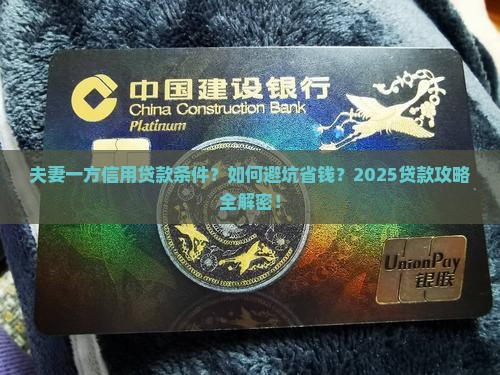 中国建设银行
China Construction Bank
Platinum
夫妻一方信用贷款条件？如何避坑省钱？2025贷款攻略
全解密！
UnionPay
银联